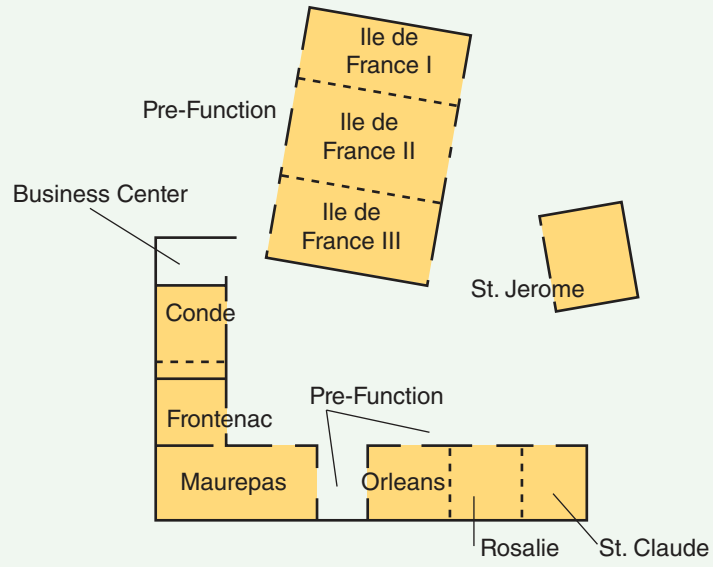 Ile de
France I
Pre-Function
Ile de
France II
Business Center
Ile de
France III
St. Jerome
Conde
Pre-Function
Frontenac
Maurepas
Orleans
Rosalie
St. Claude